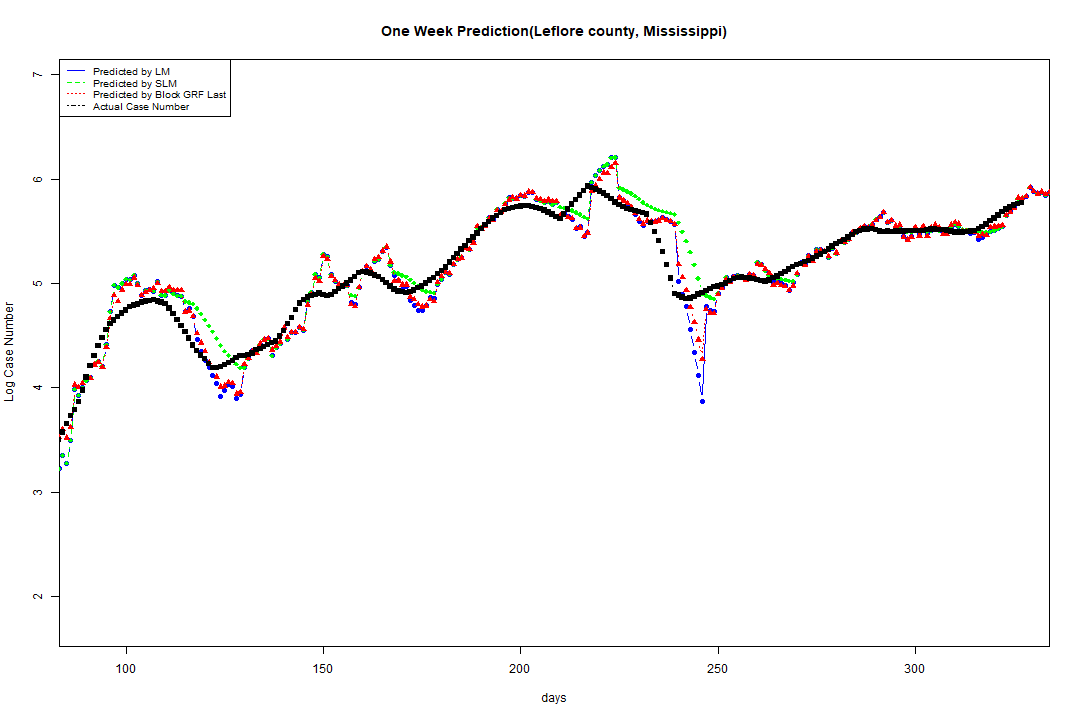 One Week Prediction(Leflore county, Mississippi)
Predicted by LM
Predicted by SLM
Predicted by Block GRF Last
Actual Case Number
7
6
5
4
3
2
Log Case Number
100 150 200 250 300
days